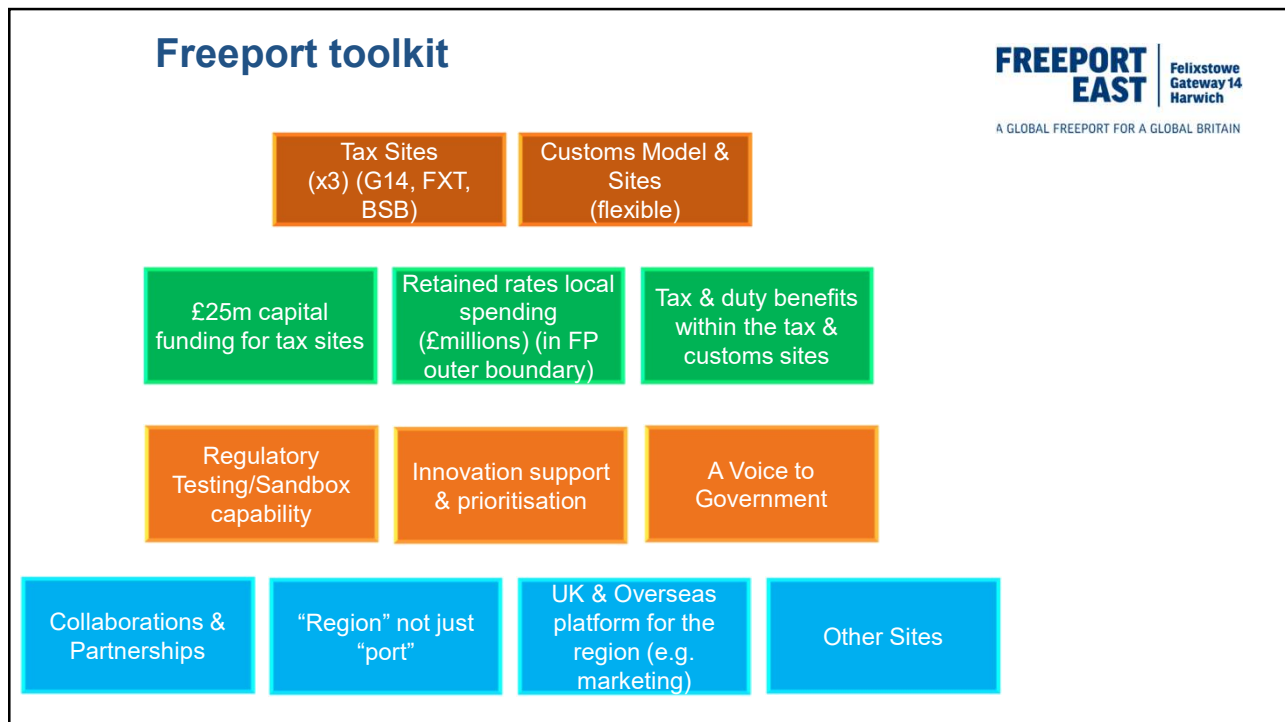 Freeport toolkit
FREEPORT
EAST
Felixstowe
Gateway 14
Harwich
A GLOBAL FREEPORT FOR A GLOBAL BRITAIN
Tax Sites
(x3) (G14, FXT,
BSB)
Customs Model &
Sites
(flexible)
£25m capital
funding for tax sites
Retained rates local
spending
(£millions) (in FP
outer boundary)
Tax & duty benefits
within the tax &
customs sites
Regulatory
Testing/Sandbox
capability
Innovation support
& prioritisation
A Voice to
Government
Collaborations &
Partnerships
“Region” not just
“port”
UK & Overseas
platform for the
region (e.g.
marketing)
Other Sites